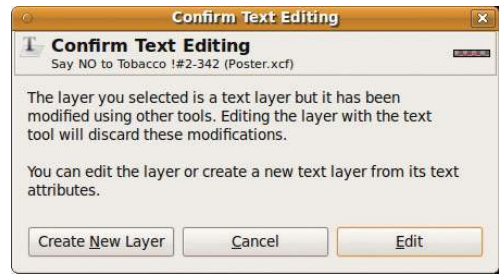 Confirm Text Editing
Confirm Text Editing
Say NO to Tobacco !#2-342 (Poster.xcf)
The layer you selected is a text layer but it has been
modified using other tools. Editing the layer with the text
tool will discard these modifications.
You can edit the layer or create a new text layer from its text
attributes.
Create New Layer
Cancel
Edit